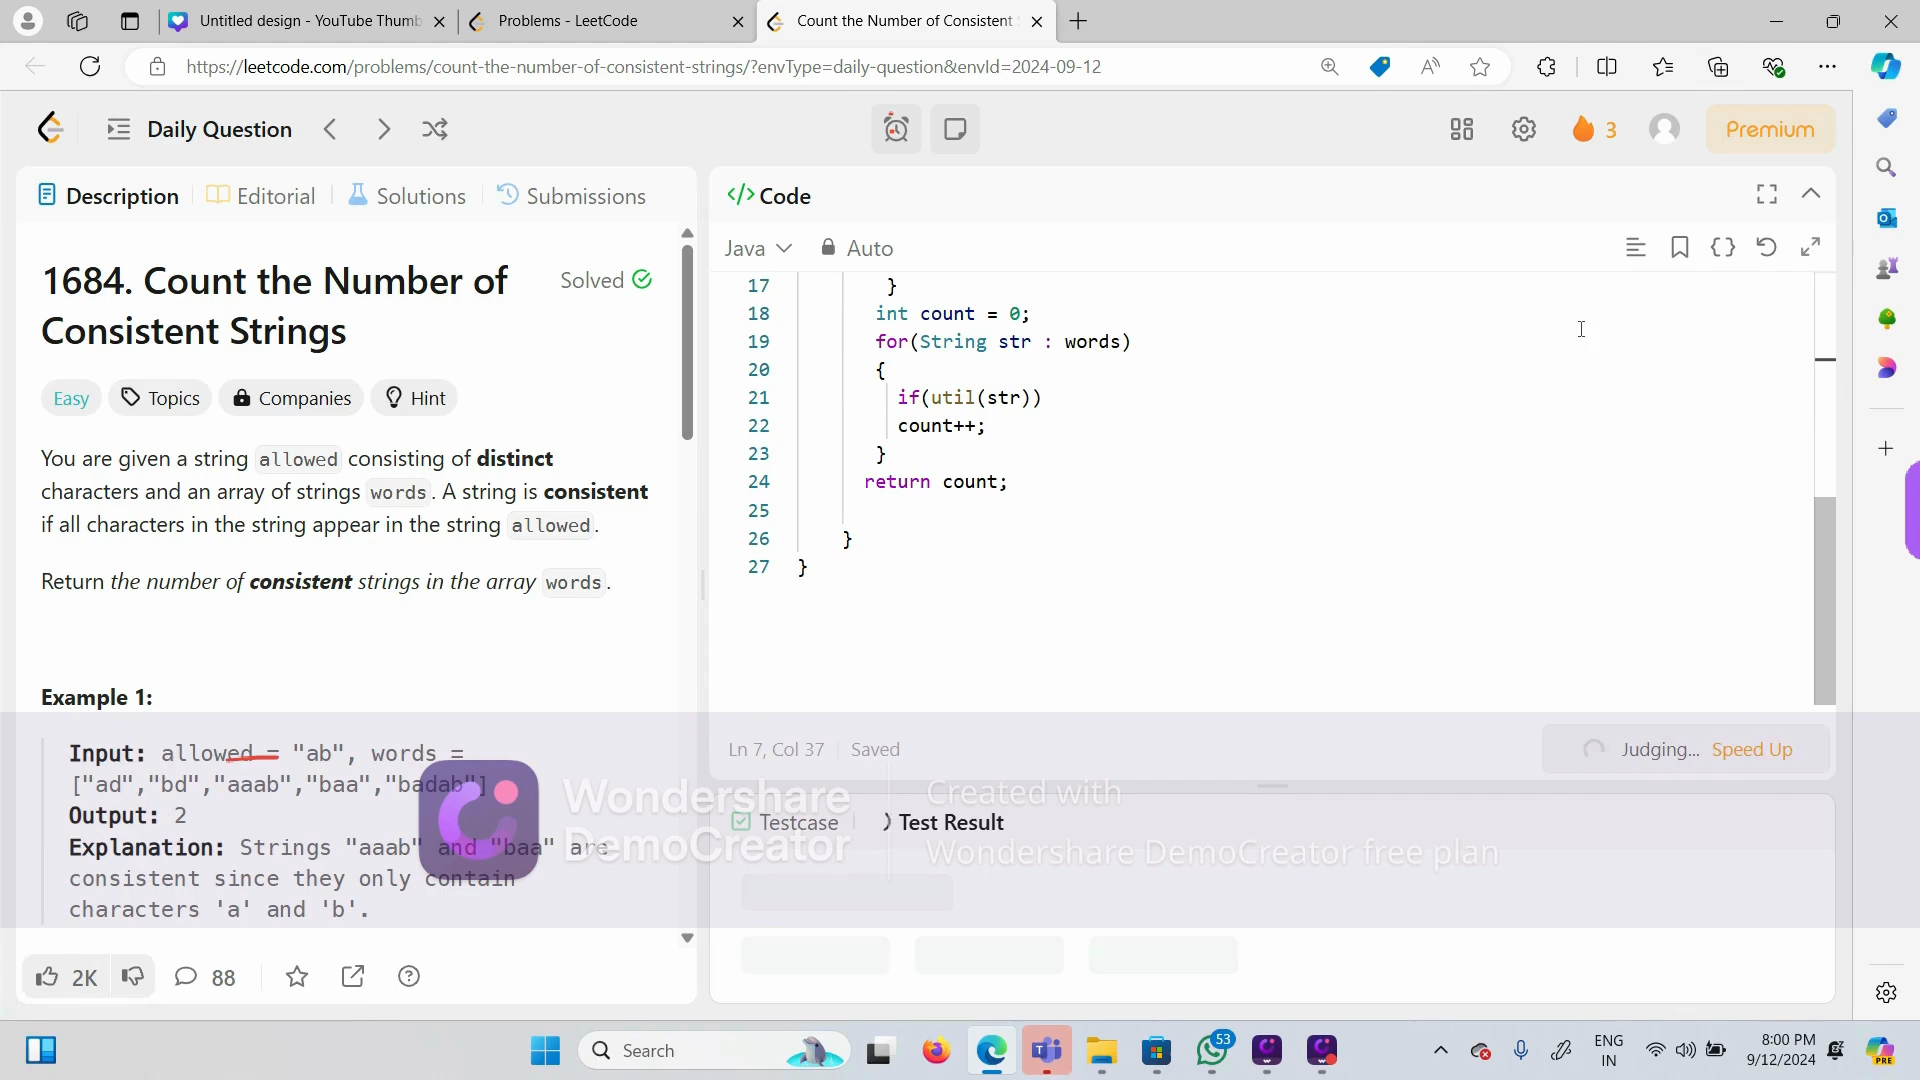 Untitled design - YouTube Thumb
Problems - LeetCode
Count the Number of Consistent
https://leetcode.com/problems/count-the-number-of-consistent-strings/?envType=daily-question&envId=2024-09-12
Daily Question
3
Premium
Description
Editorial
Solutions
Submissions
1684. Count the Number of
Consistent Strings
Solved
Easy
Topics
Companies
Hint
You are given a string allowed consisting of distinct
characters and an array of strings words. A string is consistent
if all characters in the string appear in the string allowed.
Return the number of consistent strings in the array words.
Example 1:
Input: allowed = "ab", words =
["ad","bd","aaab","baa","badab"]
Output: 2
Explanation: Strings "aaab" and "baa" are
consistent since they only contain
characters 'a' and 'b'.
2K
88
</> Code
Java
Auto
17 }
18 int count = 0;
19 for(String str : words)
20 {
21 if(util(str))
22 count++;
23 }
24 return count;
25
26 }
27 }
Ln 7, Col 37
Saved
Judging...
Speed Up
Testcase
Test Result
Wondershare
DemoCreator
Created with
Wondershare DemoCreator free plan
Search
53
ENG
IN
8:00 PM
9/12/2024
PRE